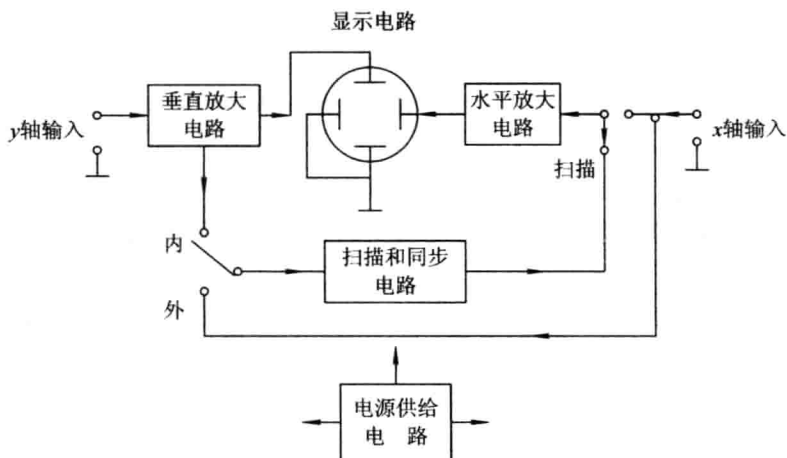 显示电路
垂直放大
电路
水平放大
电路
y轴输入
x轴输入
扫描
内
扫描和同步
电路
外
电源供给
电 路